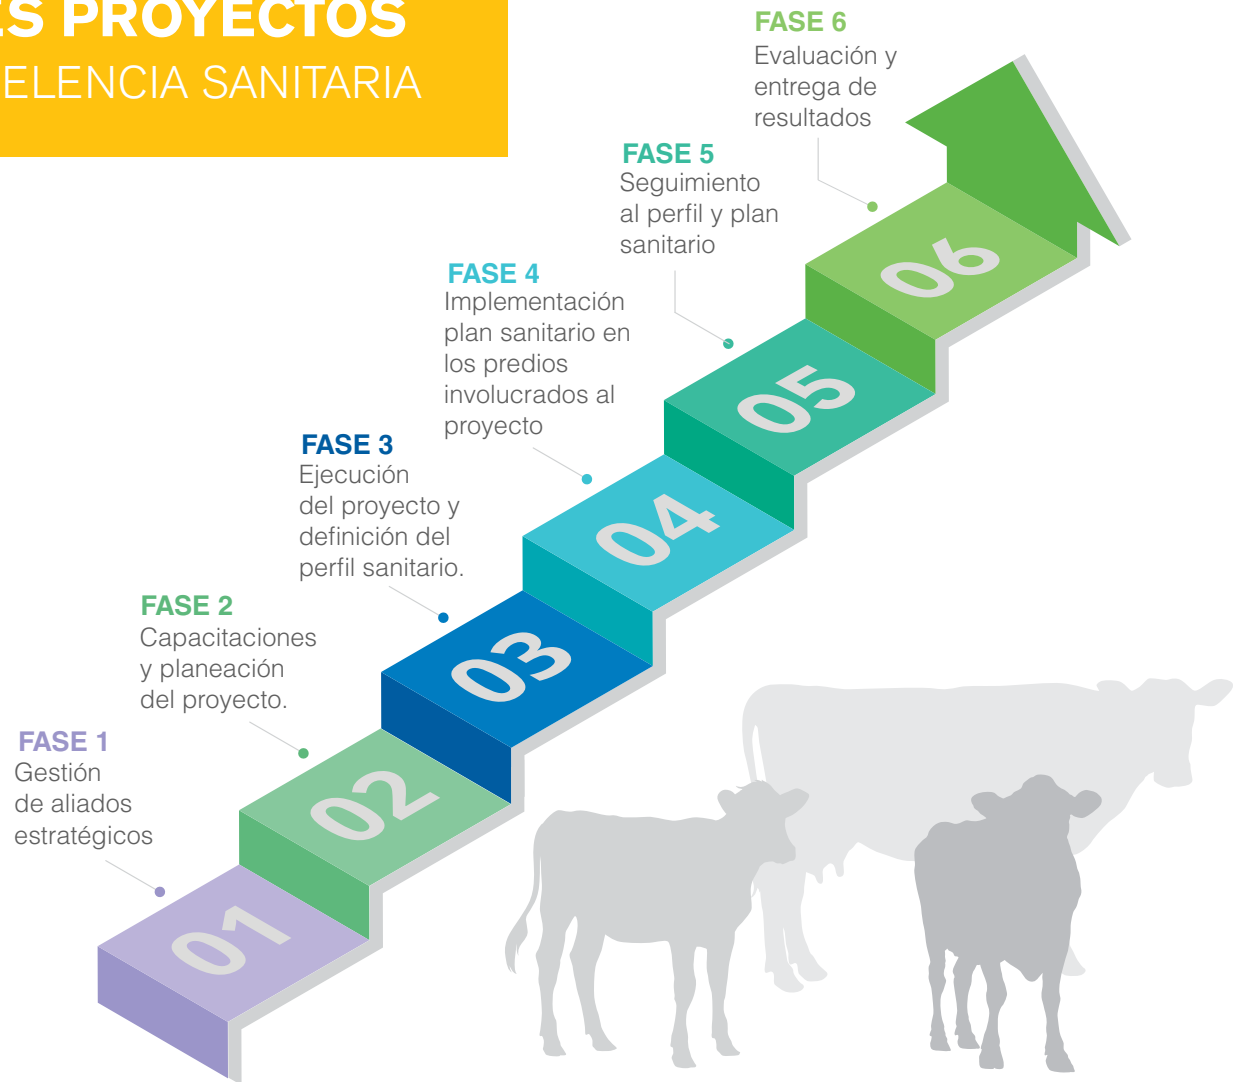 ES PROYECTOS
ELENCIA SANITARIA
FASE 6
Evaluación y
entrega de
resultados
FASE 5
Seguimiento
al perfil y plan
sanitario
FASE 4
Implementación
plan sanitario en
los predios
involucrados al
proyecto
FASE 3
Ejecución
del proyecto y
definición del
perfil sanitario.
FASE 2
Capacitaciones
y planeación
del proyecto.
FASE 1
Gestión
de aliados
estratégicos
06
05
04
03
02
01